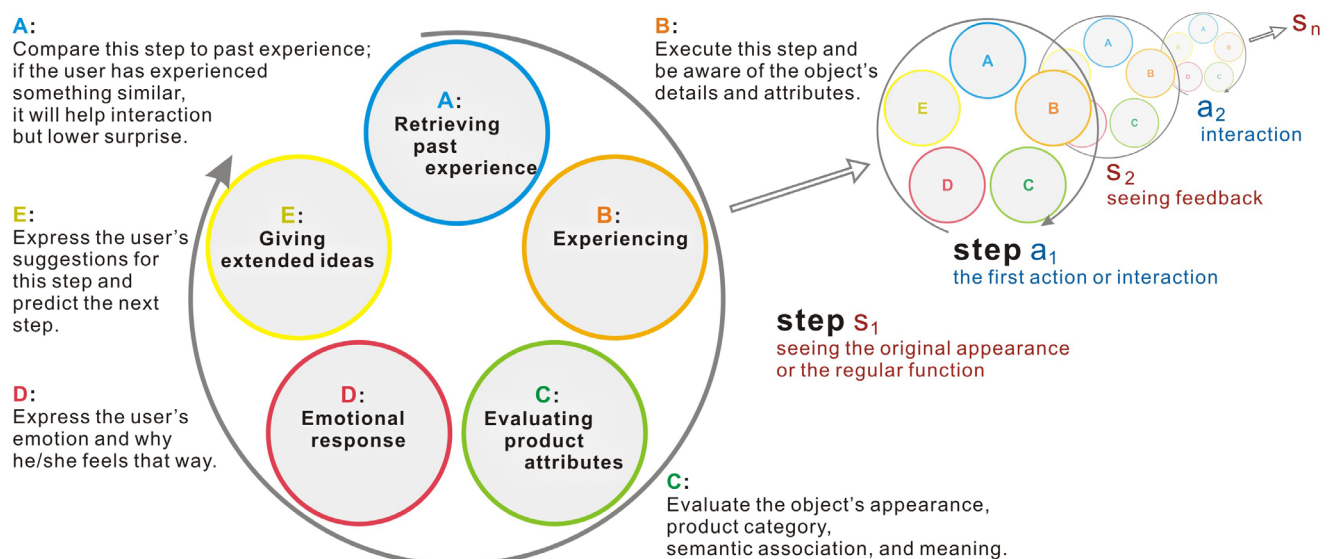 A:
Compare this step to past experience;
if the user has experienced
something similar,
it will help interaction
but lower surprise.
E:
Express the user's
suggestions for
this step and
predict the next
step.
D:
Express the user's
emotion and why
he/she feels that way.
A:
Retrieving
past
experience
B:
Experiencing
C:
Evaluating
product
attributes
D:
Emotional
response
E:
Giving
extended ideas
B:
Execute this step and
be aware of the object's
details and attributes.
C:
Evaluate the object's appearance,
product category,
semantic association, and meaning.
step s1
seeing the original appearance
or the regular function
A
B
C
D
E
step a1
the first action or interaction
A
B
C
s2
seeing feedback
A
B
C
D
a2
interaction
sn